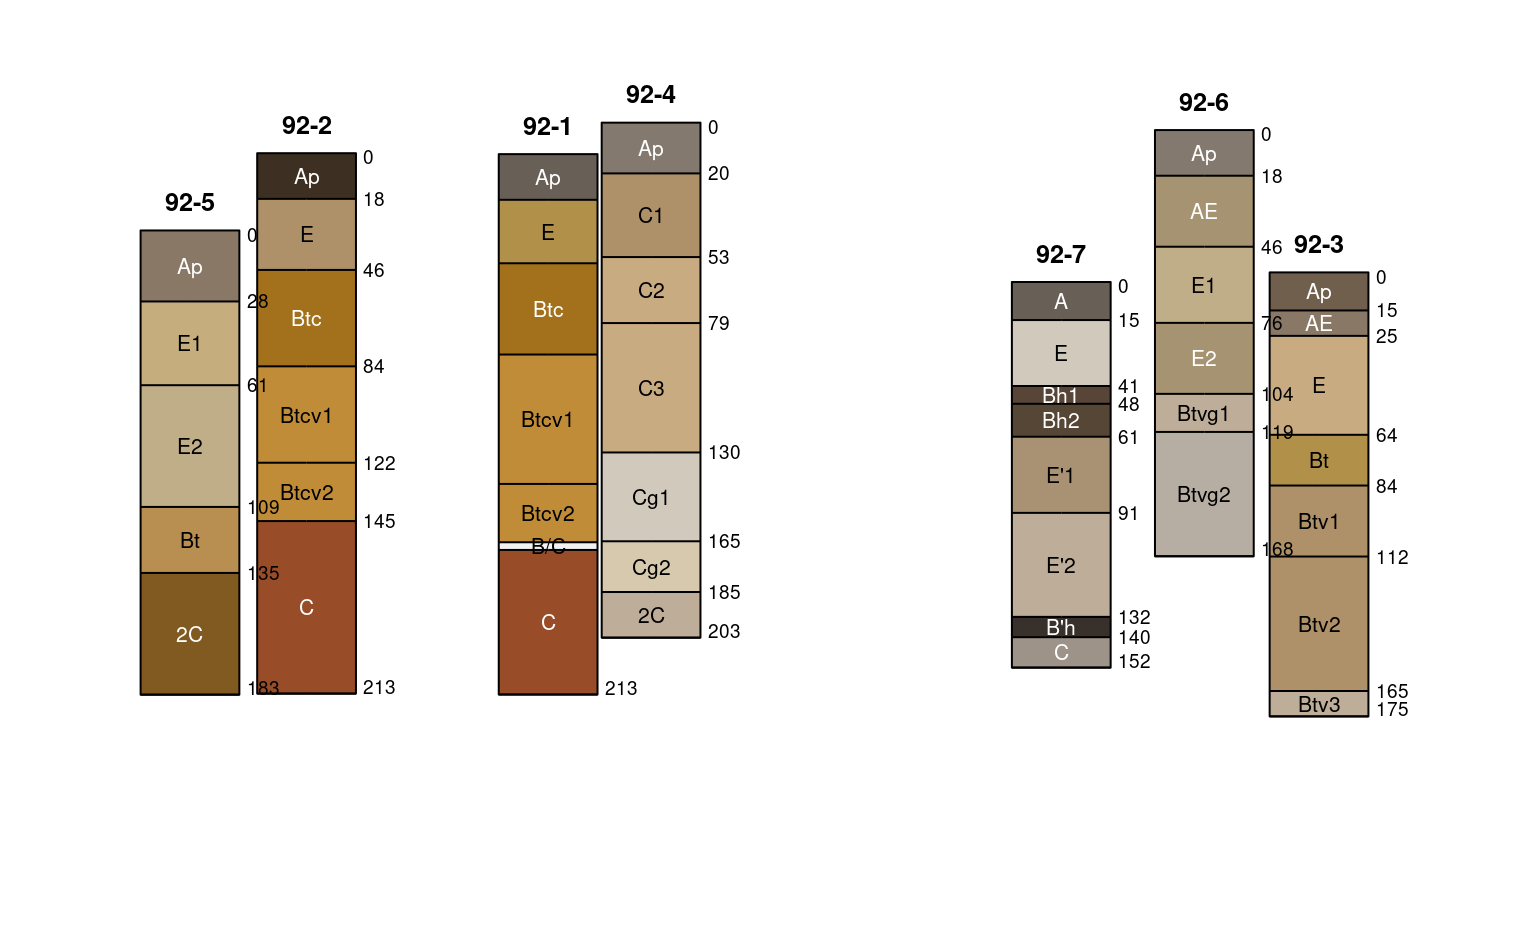 92-5
0
Ap
28
E1
61
E2
109
Bt
135
2C
183
92-2
0
Ap
18
E
46
Btc
84
Btcv1
122
Btcv2
145
C
213
92-1
Ap
E
Btc
Btcv1
Btcv2
B/C
C
213
92-4
0
Ap
20
C1
53
C2
79
C3
130
Cg1
165
Cg2
185
2C
203
92-7
0
A
15
E
41
Bh1
48
Bh2
61
E'1
91
E'2
132
B'h
140
C
152
92-6
0
Ap
18
AE
46
E1
76
E2
104
Btvg1
119
Btvg2
168
92-3
0
Ap
15
AE
25
E
64
Bt
84
Btv1
112
Btv2
165
Btv3
175